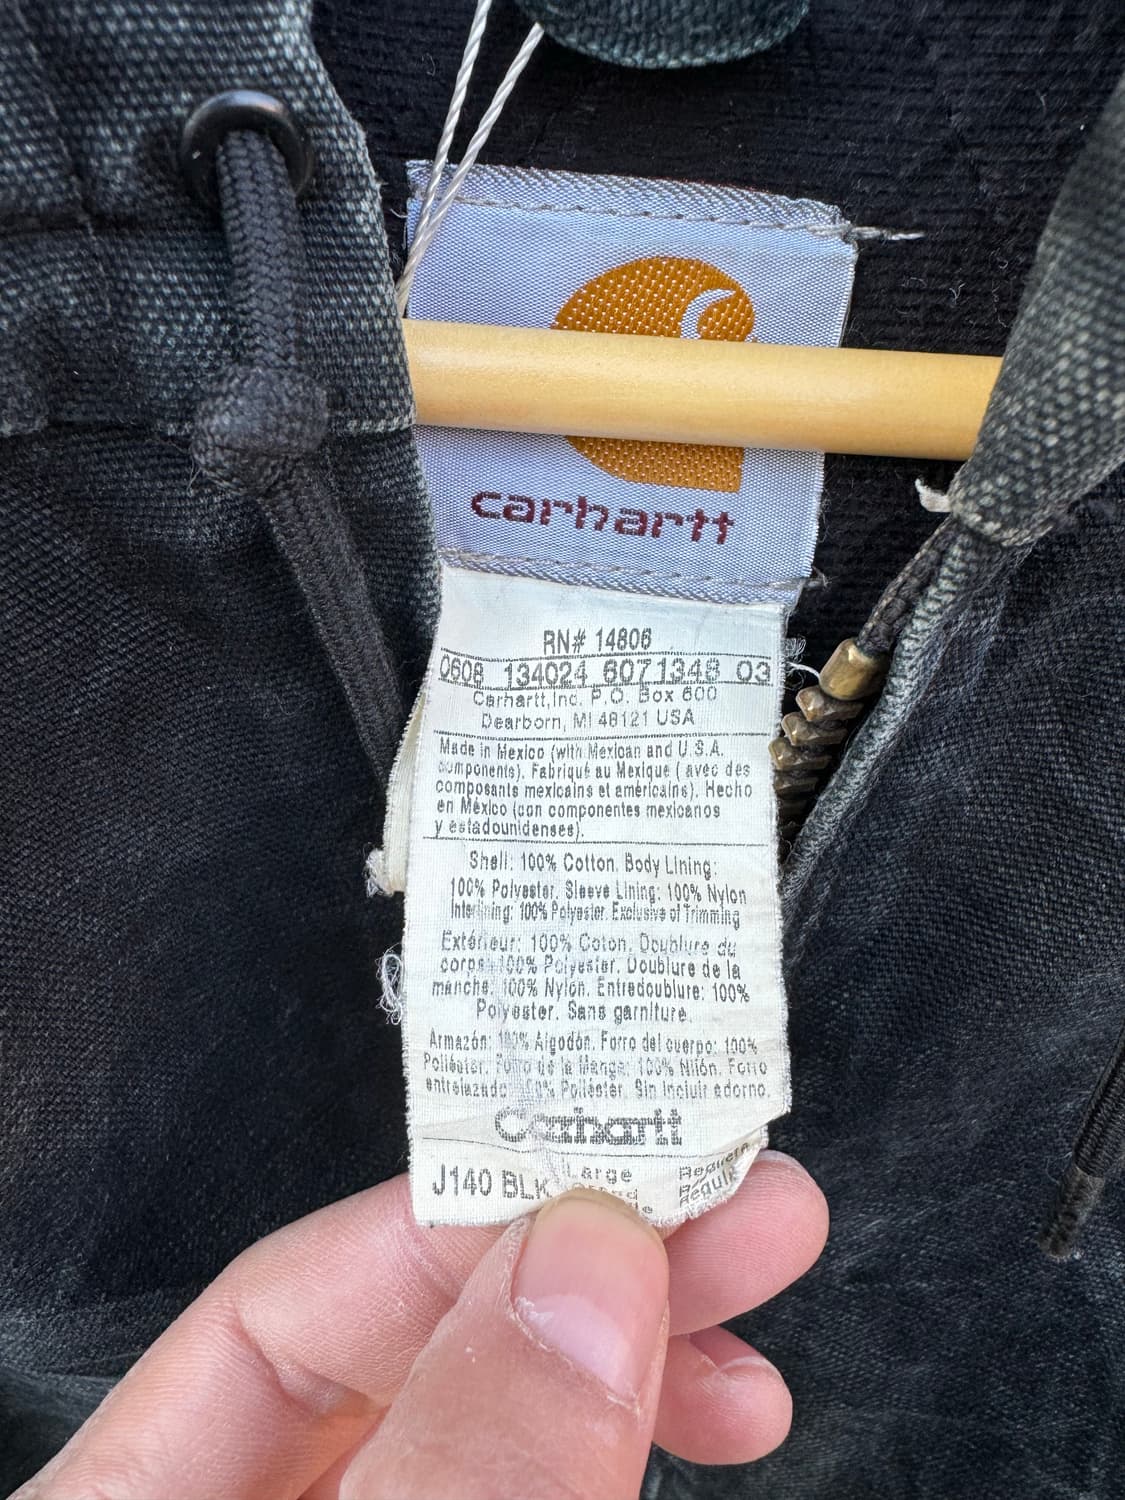 carhartt
RN# 14806
0608 134024 6071348 03
Carhartt, Inc. P.O. Box 600
Dearborn, MI 48121 USA
Made in Mexico (with Mexican and U.S.A.
components). Fabriqué au Mexique ( avec des
composants mexicains et américains). Hecho
en México (con componentes mexicanos
y estadounidenses).
Shell: 100% Cotton. Body Lining:
100% Polyester. Sleeve Lining: 100% Nylon
Interlining: 100% Polyester. Exclusive of Trimming
Extérieur: 100% Coton. Doublure du
corps: 100% Polyester. Doublure de la
manche: 100% Nylon. Entredoublure: 100%
Polyester. Sans garniture.
Armazón: 100% Algodón. Forro del cuerpo: 100%
Poliéster. Forro de la Manga: 100% Nilón. Forro
entrelazado: 100% Poliéster. Sin incluir adorno.
Carhartt
J140 BLK Large